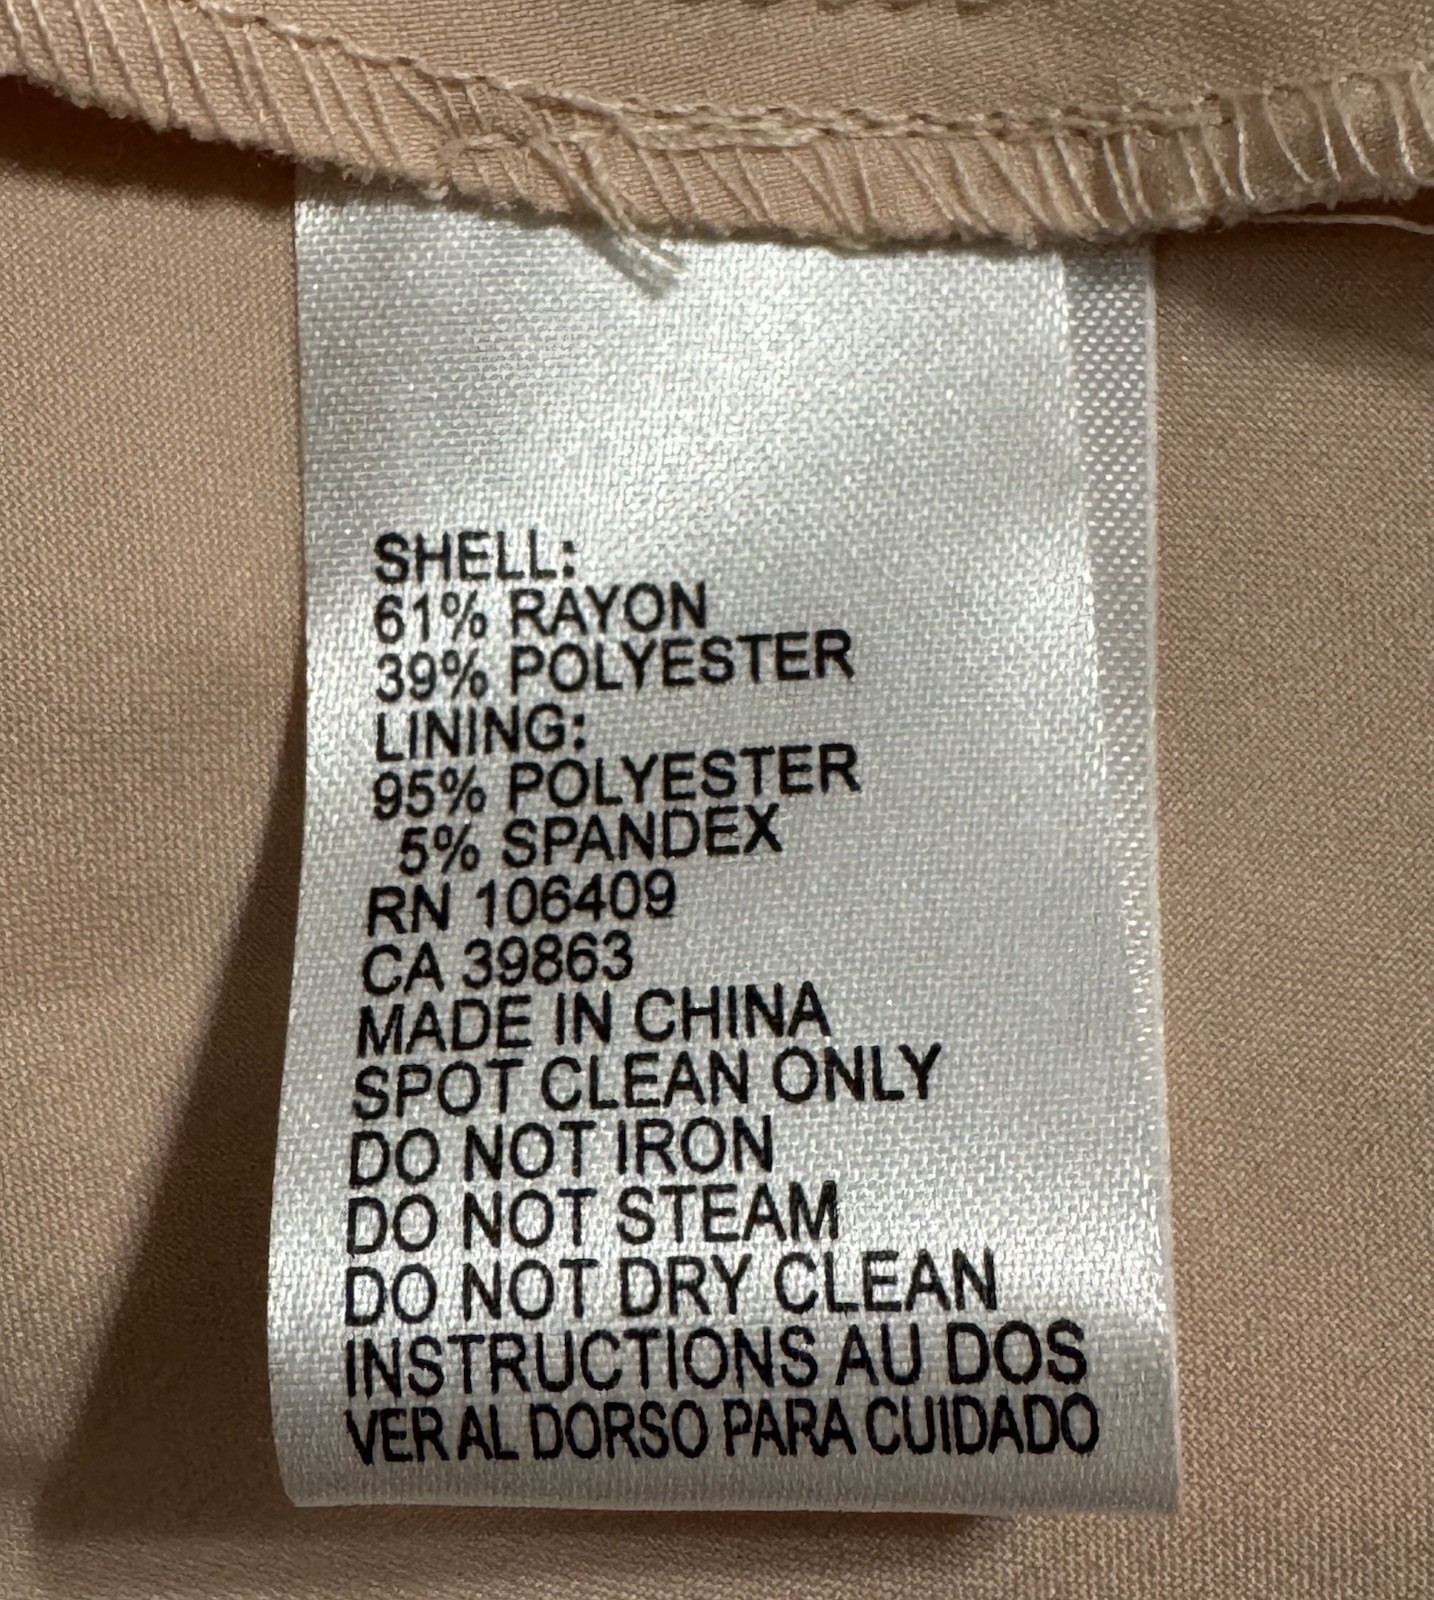 SHELL:
61% RAYON
39% POLYESTER
LINING:
95% POLYESTER
5% SPANDEX
RN 106409
CA 39863
MADE IN CHINA
SPOT CLEAN ONLY
DO NOT IRON
DO NOT STEAM
DO NOT DRY CLEAN
INSTRUCTIONS AU DOS
VER AL DORSO PARA CUIDADO